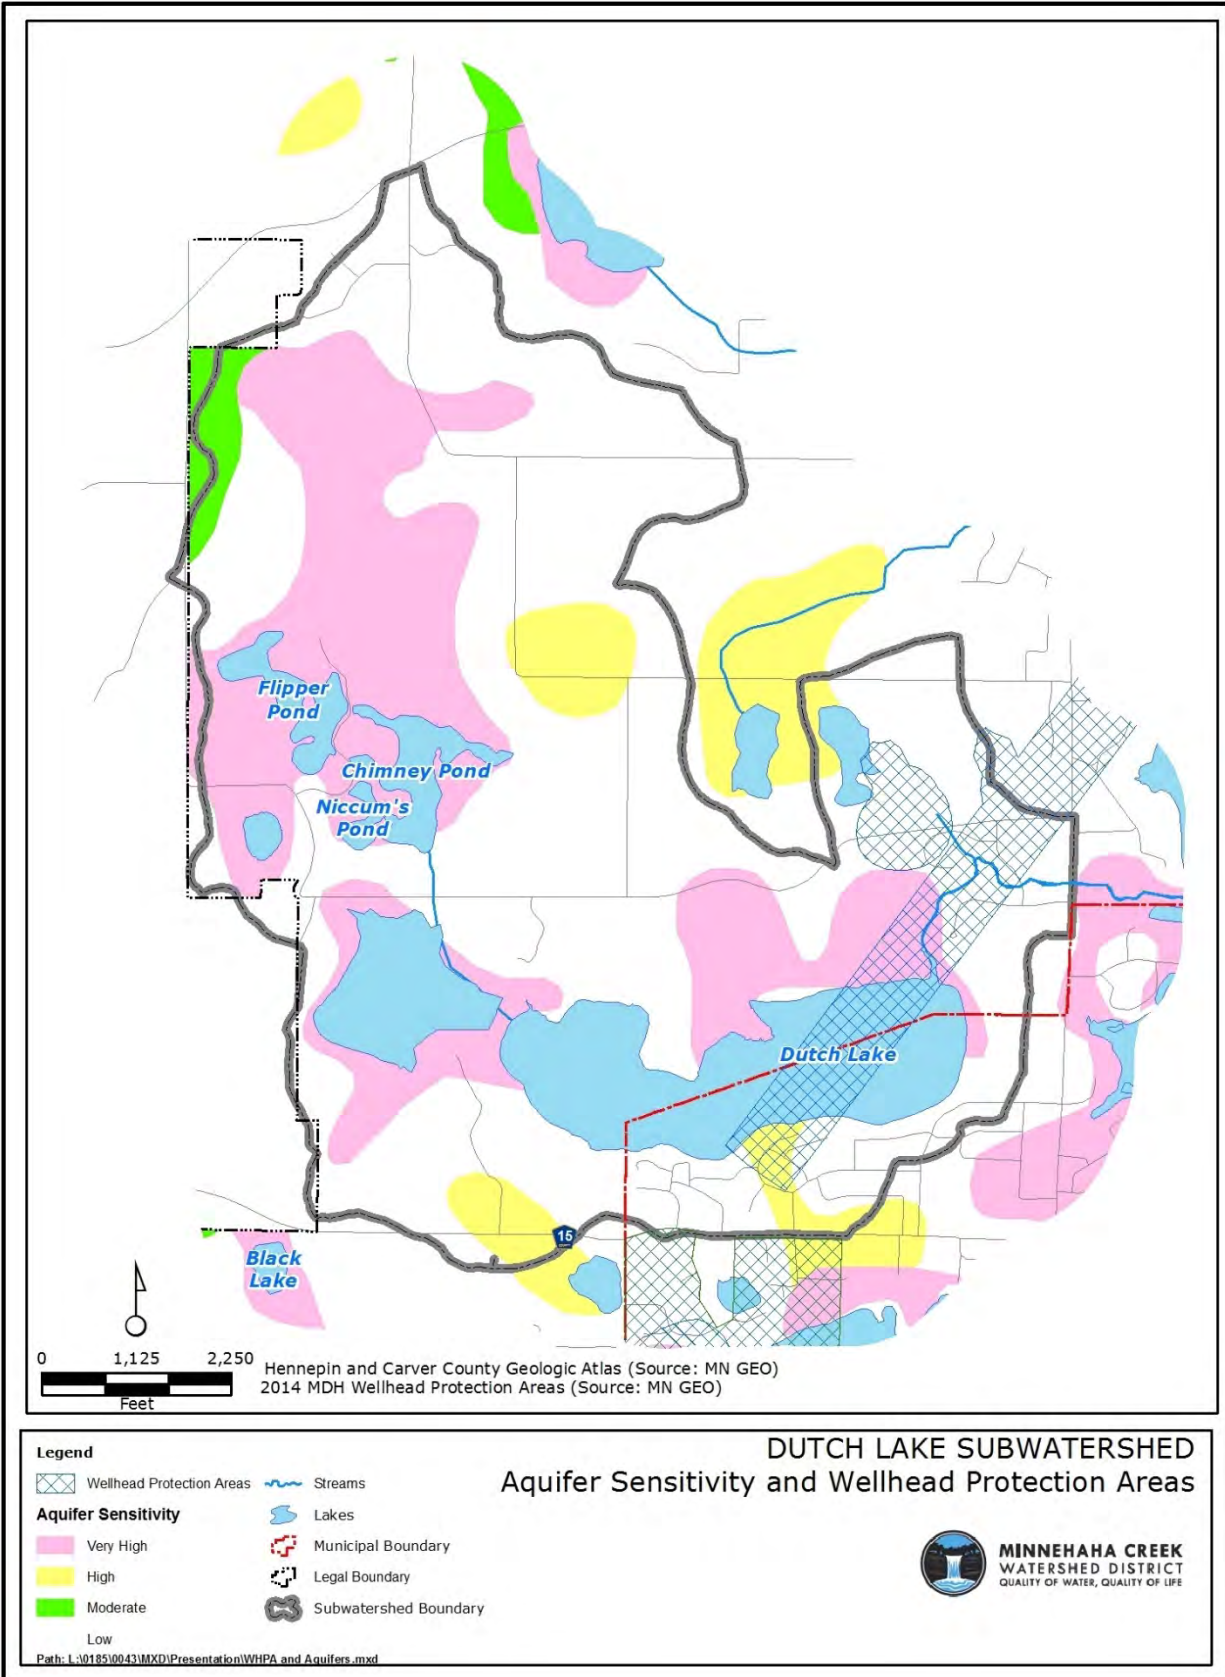 Flipper
Pond
Chimney Pond
Niccum's
Pond
Dutch Lake
15
Black
Lake
0 1,125 2,250
Feet
Hennepin and Carver County Geologic Atlas (Source: MN GEO)
2014 MDH Wellhead Protection Areas (Source: MN GEO)
DUTCH LAKE SUBWATERSHED
Aquifer Sensitivity and Wellhead Protection Areas
Legend
Wellhead Protection Areas
Aquifer Sensitivity
Very High
High
Moderate
Low
Streams
Lakes
Municipal Boundary
Legal Boundary
Subwatershed Boundary
MINNEHAHA CREEK
WATERSHED DISTRICT
QUALITY OF WATER, QUALITY OF LIFE
Path: L:\0185\0043\MXD\Presentation\WHPA and Aquifers.mxd